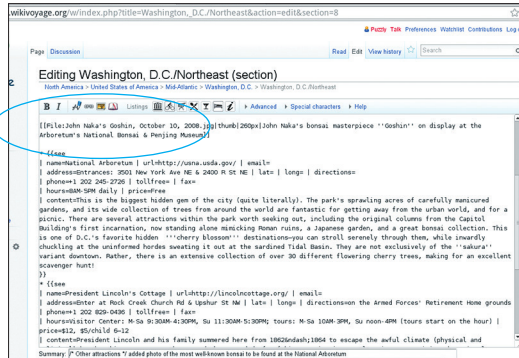 .wikivoyage.org/w/index.php?title=Washington,_D.C./Northeast&action=edit&section=8
Puzzly Talk Preferences Watchlist Contributions Log
Page Discussion Read Edit View history Search
Editing Washington, D.C./Northeast (section)
North America > United States of America > Mid-Atlantic > Washington, D.C. > Washington, D.C./Northeast
B I Listings Advanced Special characters Help
[[File:John Naka's Goshin, October 10, 2008.jpg|thumb|260px|John Naka's bonsai masterpiece ''Goshin'' on display at the
Arboretum's National Bonsai & Penjing Museum]]
* {{see
| name=National Arboretum | url=http://usna.usda.gov/ | email=
| address=Entrances: 3501 New York Ave NE & 2400 R St NE | lat= | long= | directions=
| phone=+1 202 245-2726 | tollfree= | fax=
| hours=8AM-5PM daily | price=Free
| content=This is the biggest hidden gem of the city (quite literally). The park's sprawling acres of carefully manicured
gardens, and its wide collection of trees from around the world are fantastic for getting away from the urban world, and for a
picnic. There are several attractions within the park worth seeking out, including the original columns from the Capitol
Building's first incarnation, now standing alone mimicking Roman ruins, a Japanese garden, and a great bonsai collection. This
is one of D.C.'s favorite hidden '''cherry blossom''' destinations—you can stroll serenely through them, while inwardly
chuckling at the uninformed hordes sweating it out at the sardined Tidal Basin. They are not exclusively of the ''sakura''
variant downtown. Rather, there is an extensive collection of over 30 different flowering cherry trees, making for an excellent
scavenger hunt!
}}
* {{see
| name=President Lincoln's Cottage | url=http://lincolncottage.org/ | email=
| address=Enter at Rock Creek Church Rd & Upshur St NW | lat= | long= | directions=on the Armed Forces' Retirement Home grounds
| phone=+1 202 829-0436 | tollfree= | fax=
| hours=Visitor Center: M-Sa 9:30AM-4:30PM, Su 11:30AM-5:30PM; tours: M-Sa 10AM-3PM, Su noon-4PM (tours start on the hour) |
price=$12, $5/child 6-12
| content=President Lincoln and his family summered here from 1862&ndash;1864 to escape the awful climate (physical and
Summary: /* Other attractions */ added photo of the most well-known bonsai to be found at the National Arboretum